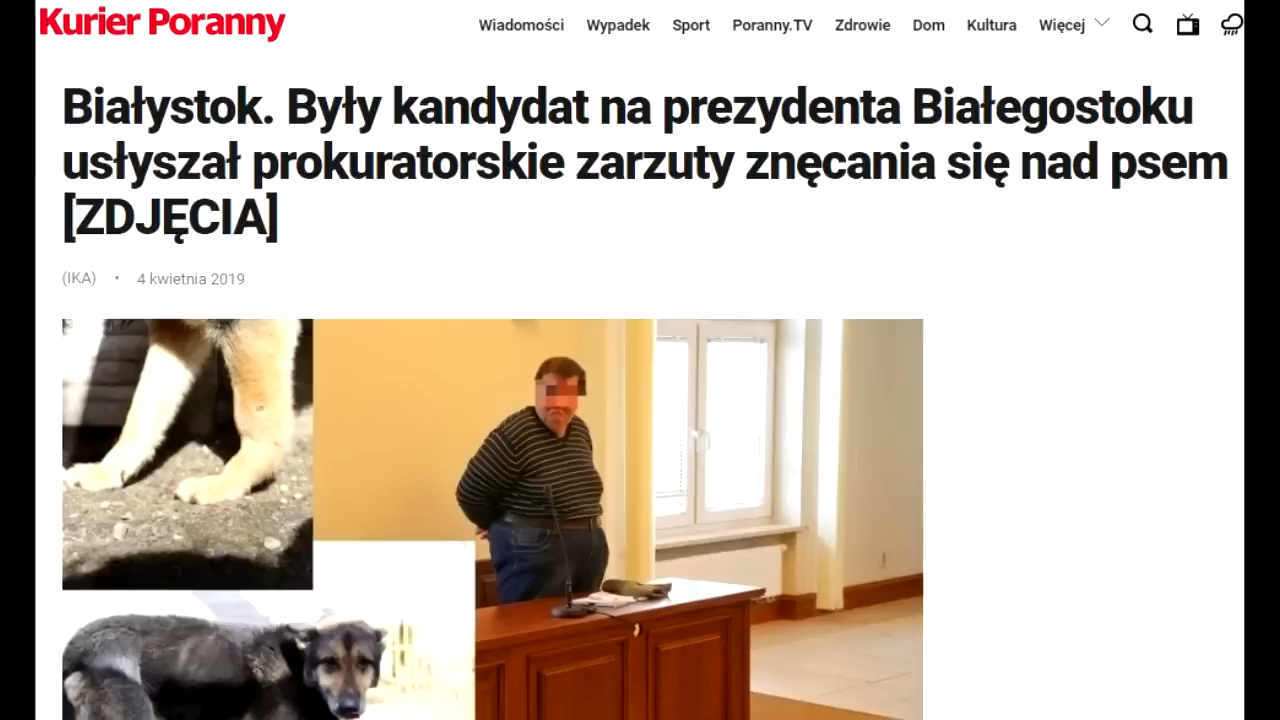 Kurier Poranny
Wiadomości Wypadek Sport Poranny.TV Zdrowie Dom Kultura Więcej
Białystok. Były kandydat na prezydenta Białegostoku
usłyszał prokuratorskie zarzuty znęcania się nad psem
[ZDJĘCIA]
(IKA) • 4 kwietnia 2019